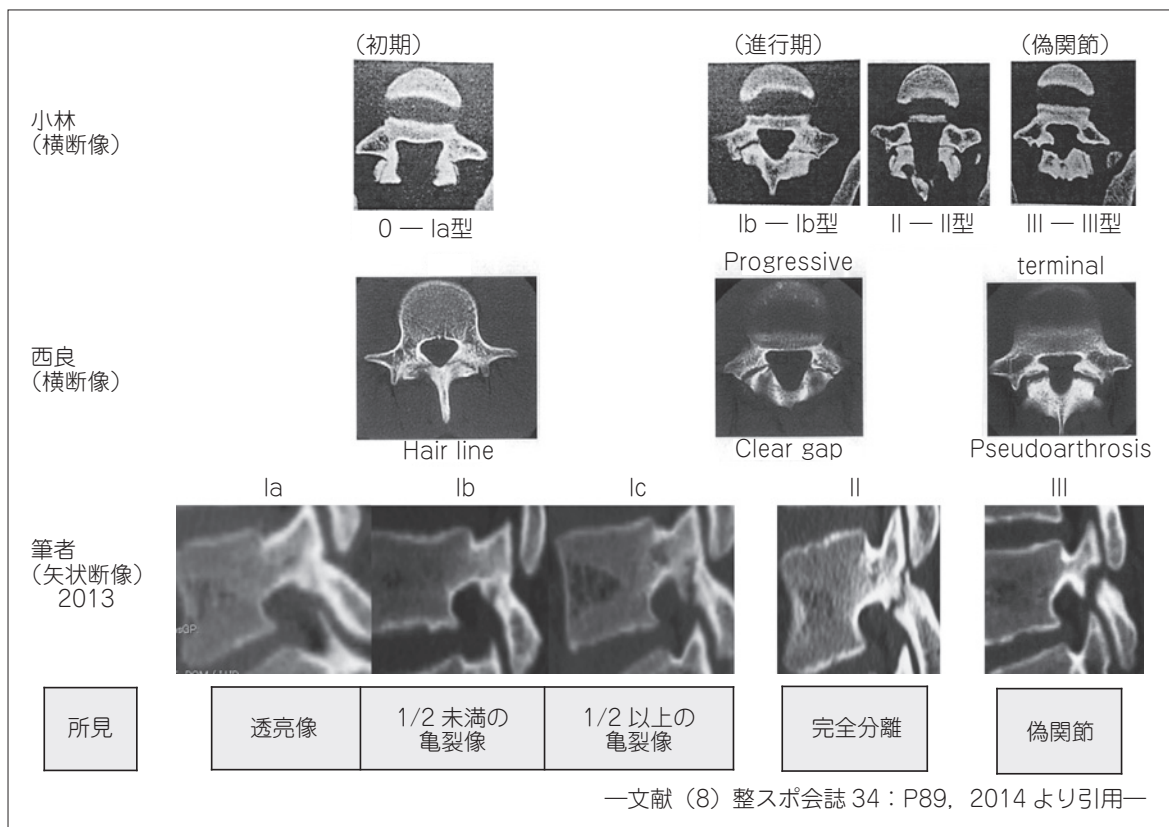 （初期）
（進行期）
（偽関節）
小林
（横断像）
0 ― Ia型
Ib ― Ib型
II ― II型
III ― III型
Progressive
terminal
西良
（横断像）
Hair line
Clear gap
Pseudoarthrosis
Ia
Ib
Ic
II
III
筆者
（矢状断像）
2013
所見
透亮像
1/2 未満の
亀裂像
1/2 以上の
亀裂像
完全分離
偽関節
―文献（8）整スポ会誌 34：P89，2014 より引用―